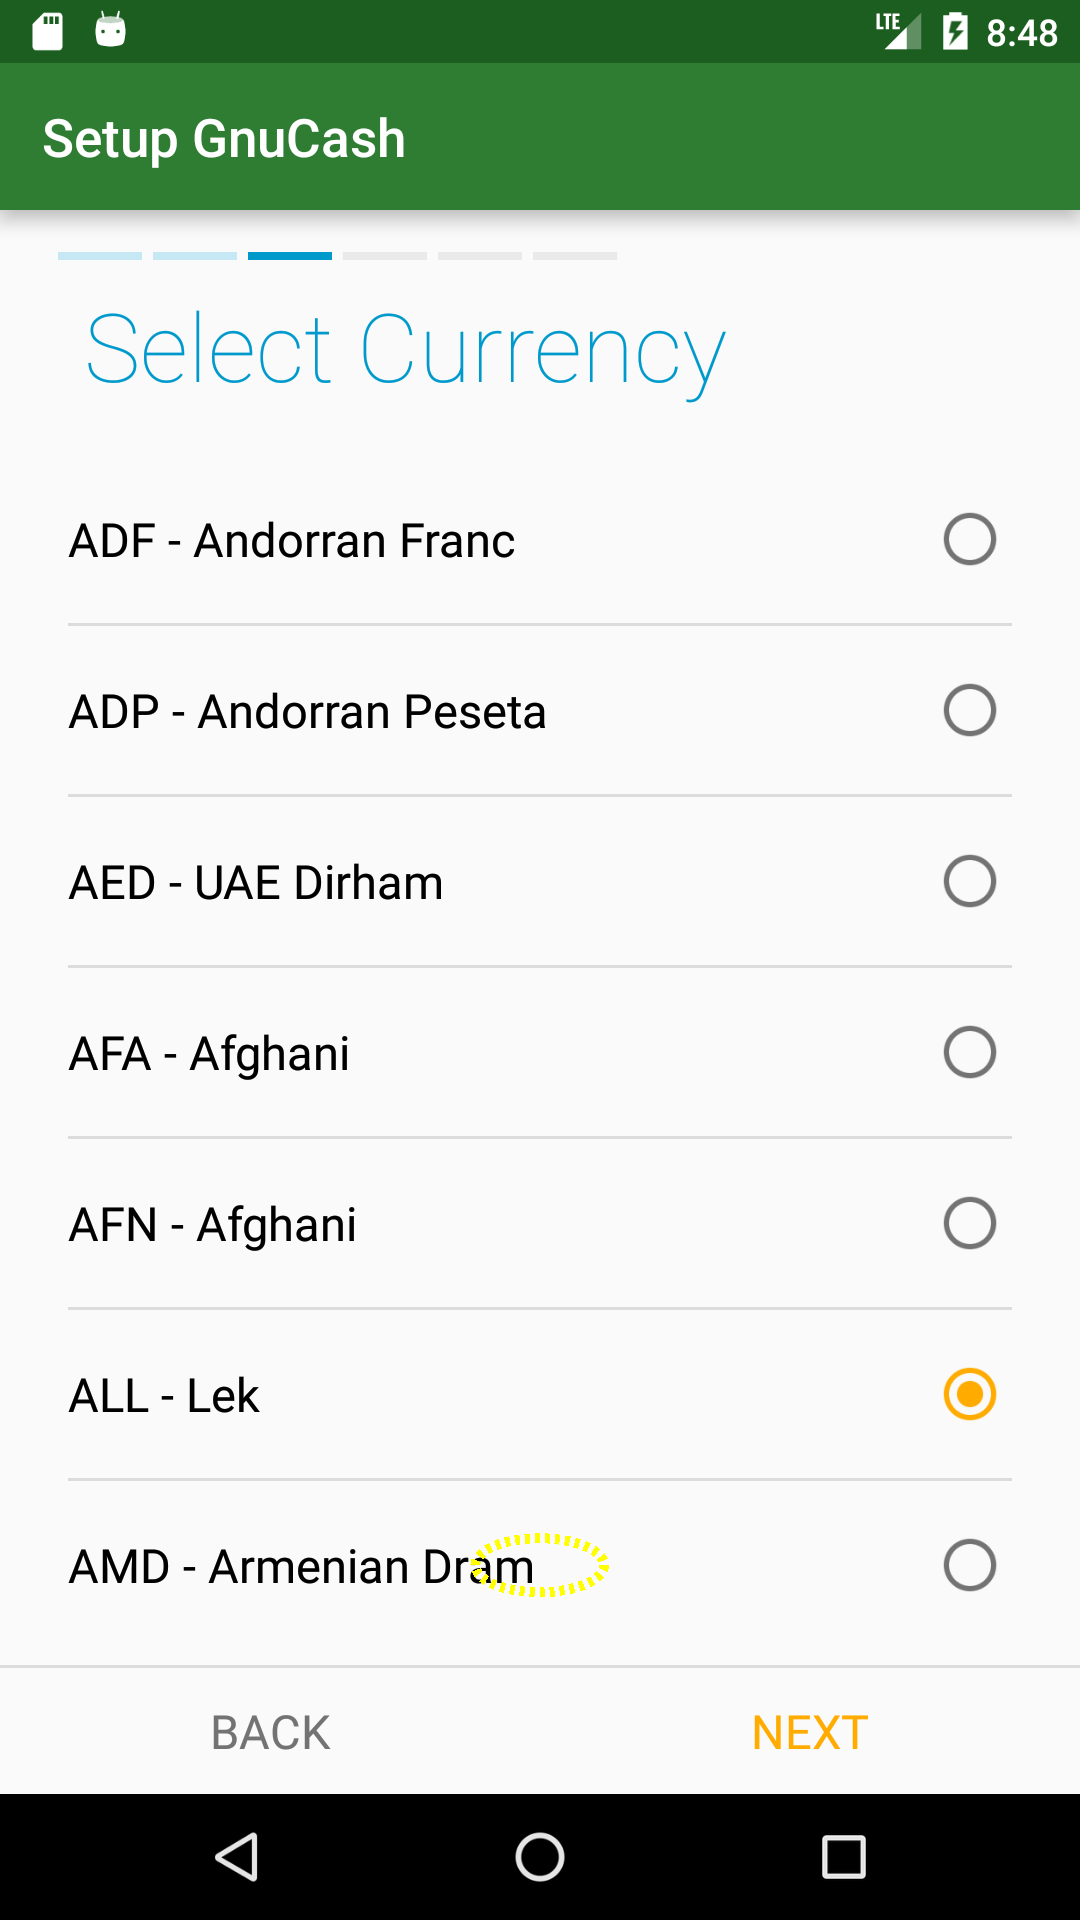 LTE 8:48
Setup GnuCash
Select Currency
ADF - Andorran Franc
ADP - Andorran Peseta
AED - UAE Dirham
AFA - Afghani
AFN - Afghani
ALL - Lek
AMD - Armenian Dram
BACK NEXT